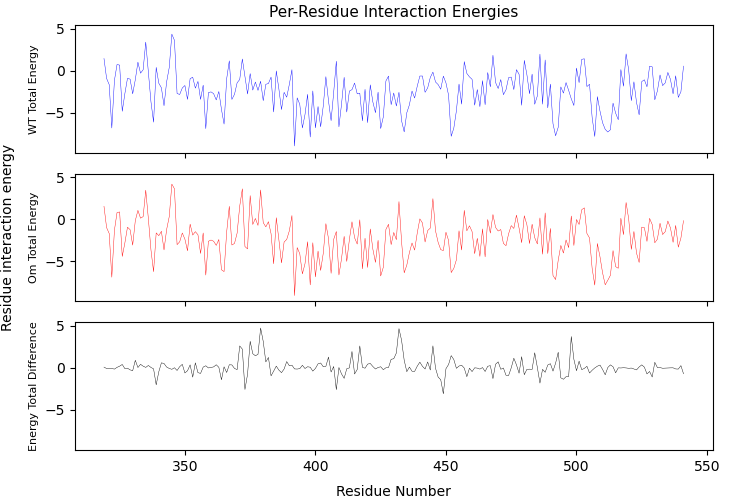 Per-Residue Interaction Energies
Residue interaction energy
WT Total Energy
5
0
−5
Om Total Energy
5
0
−5
Energy Total Difference
5
0
−5
350 400 450 500 550
Residue Number